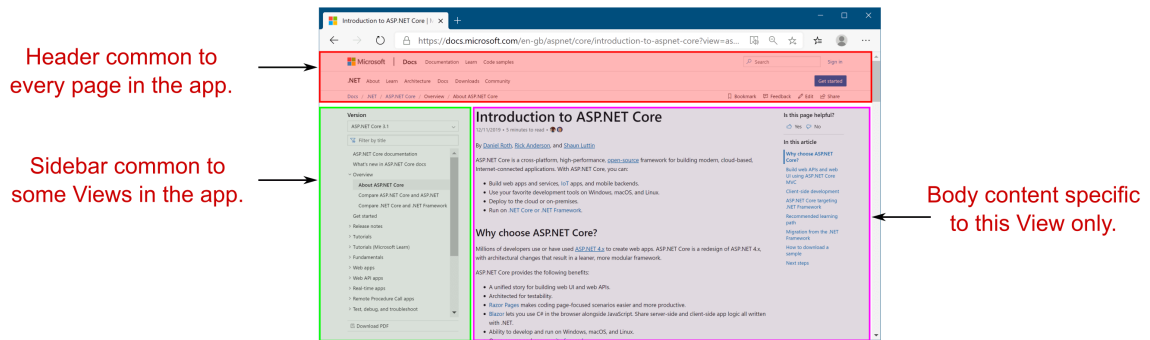 Introduction to ASP.NET Core | M
https://docs.microsoft.com/en-gb/aspnet/core/introduction-to-aspnet-core?view=as...
Header common to
every page in the app.
Microsoft | Docs Documentation Learn Code samples Search Sign in
.NET About Learn Architecture Docs Downloads Community Get started
Docs / .NET / ASP.NET Core / Overview / About ASP.NET Core Bookmark Feedback Edit Share
Sidebar common to
some Views in the app.
Version
ASP.NET Core 3.1
Filter by title
ASP.NET Core documentation
What's new in ASP.NET Core docs
Overview
About ASP.NET Core
Compare ASP.NET Core and ASP.NET
Compare .NET Core and .NET Framework
Get started
Release notes
Tutorials
Tutorials (Microsoft Learn)
Fundamentals
Web apps
Web API apps
Real-time apps
Remote Procedure Call apps
Test, debug, and troubleshoot
Download PDF
Introduction to ASP.NET Core
12/11/2019 • 5 minutes to read •
By Daniel Roth, Rick Anderson, and Shaun Luttin
ASP.NET Core is a cross-platform, high-performance, open-source framework for building modern, cloud-based,
Internet-connected applications. With ASP.NET Core, you can:
• Build web apps and services, IoT apps, and mobile backends.
• Use your favorite development tools on Windows, macOS, and Linux.
• Deploy to the cloud or on-premises.
• Run on .NET Core or .NET Framework.
Why choose ASP.NET Core?
Millions of developers use or have used ASP.NET 4.x to create web apps. ASP.NET Core is a redesign of ASP.NET 4.x,
with architectural changes that result in a leaner, more modular framework.
ASP.NET Core provides the following benefits:
• A unified story for building web UI and web APIs.
• Architected for testability.
• Razor Pages makes coding page-focused scenarios easier and more productive.
• Blazor lets you use C# in the browser alongside JavaScript. Share server-side and client-side app logic all written
with .NET.
• Ability to develop and run on Windows, macOS, and Linux.
Is this page helpful?
Yes No
In this article
Why choose ASP.NET
Core?
Build web APIs and web
UI using ASP.NET Core
MVC
Client-side development
ASP.NET Core targeting
.NET Framework
Recommended learning
path
Migration from the .NET
Framework
How to download a
sample
Next steps
Body content specific
to this View only.